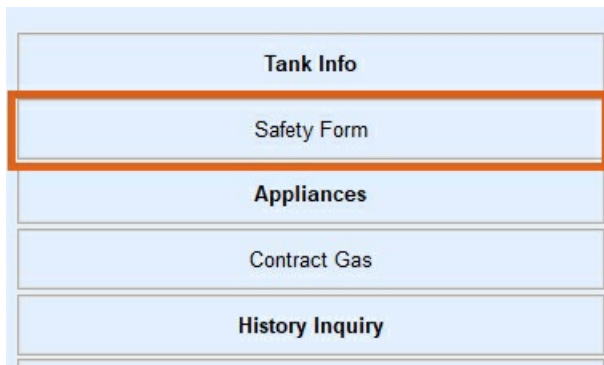 Tank Info
Safety Form
Appliances
Contract Gas
History Inquiry